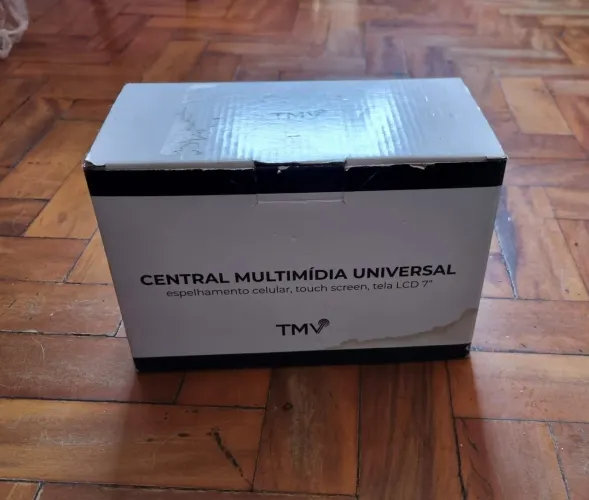 TMV
CENTRAL MULTIMÍDIA UNIVERSAL
espelhamento celular, touch screen, tela LCD 7"
TMV